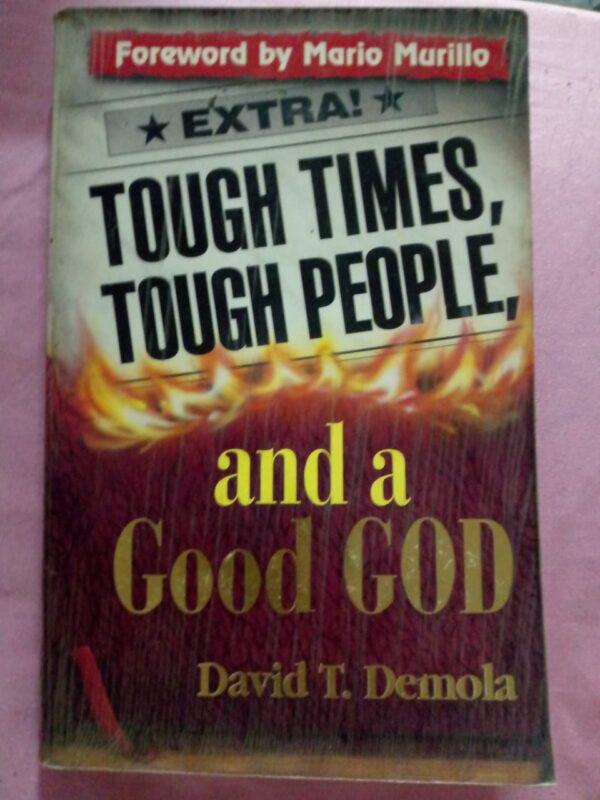 Foreword by Mario Murillo
★ EXTRA! ★
TOUGH TIMES,
TOUGH PEOPLE,
and a
Good GOD
David T. Demola